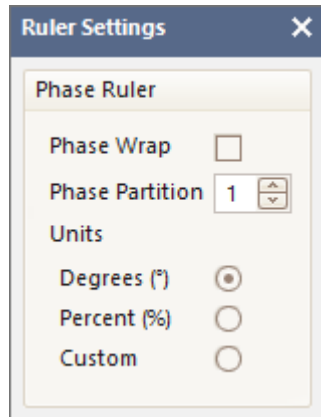 Ruler Settings
Phase Ruler
Phase Wrap
Phase Partition 1
Units
Degrees (°)
Percent (%)
Custom